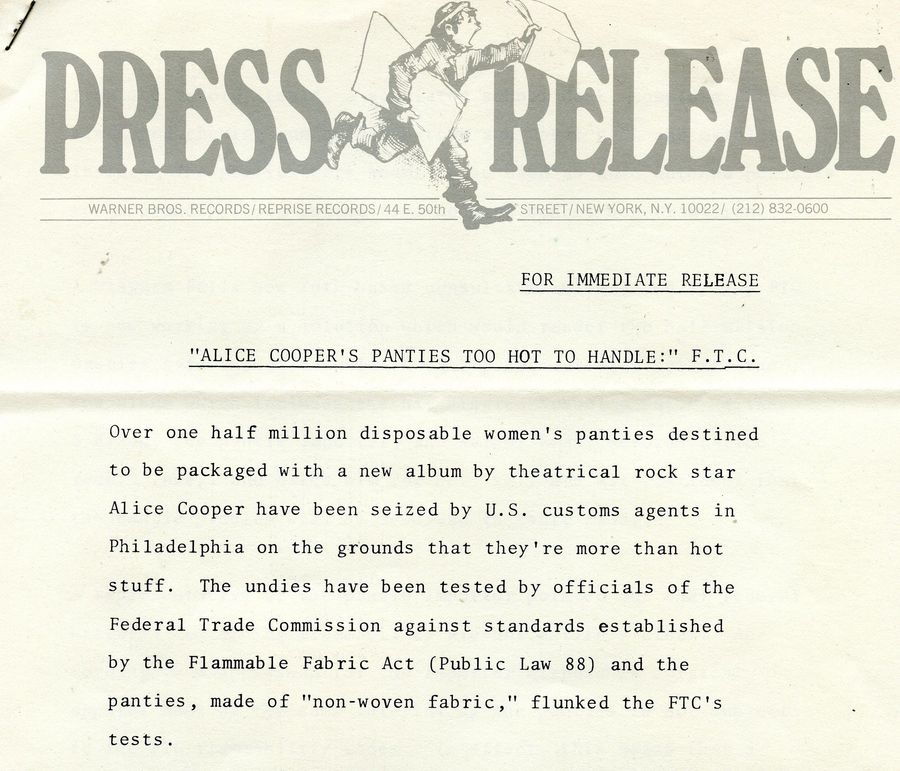 PRESS RELEASE
WARNER BROS. RECORDS/REPRISE RECORDS/44 E. 50th STREET/NEW YORK, N.Y. 10022/ (212) 832-0600
FOR IMMEDIATE RELEASE
"ALICE COOPER'S PANTIES TOO HOT TO HANDLE:" F.T.C.
Over one half million disposable women's panties destined
to be packaged with a new album by theatrical rock star
Alice Cooper have been seized by U.S. customs agents in
Philadelphia on the grounds that they're more than hot
stuff. The undies have been tested by officials of the
Federal Trade Commission against standards established
by the Flammable Fabric Act (Public Law 88) and the
panties, made of "non-woven fabric," flunked the FTC's
tests.